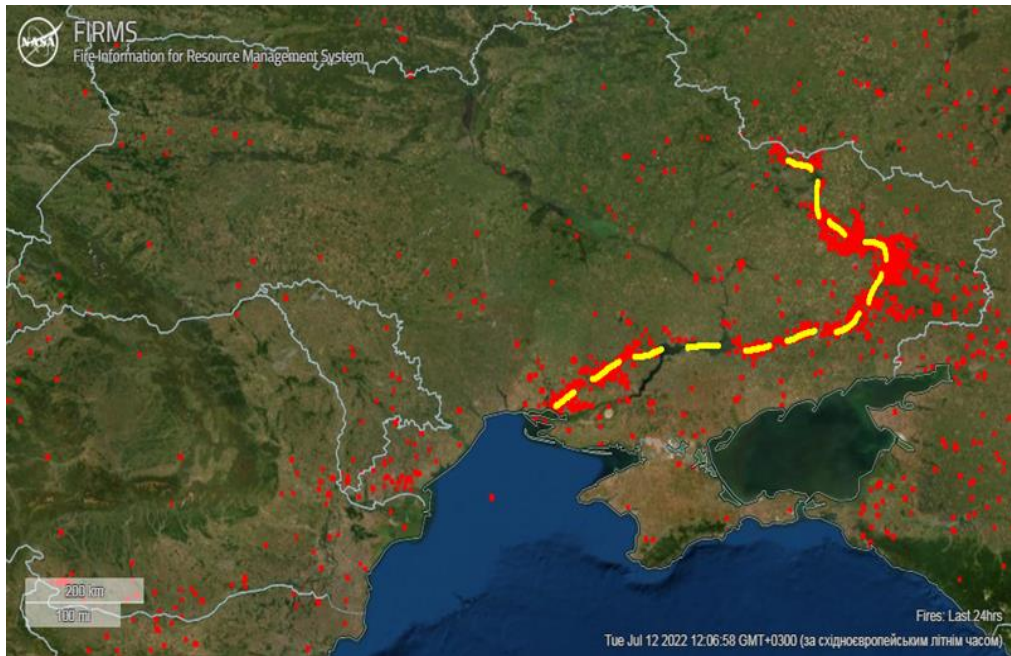 NASA
FIRMS
Fire Information for Resource Management System
200 km
100 mi
Fires: Last 24hrs
Tue Jul 12 2022 12:06:58 GMT+0300 (за східноєвропейським літнім часом)